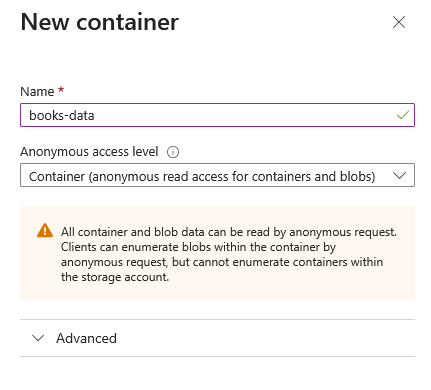 New container
Name *
books-data
Anonymous access level
Container (anonymous read access for containers and blobs)
All container and blob data can be read by anonymous request.
Clients can enumerate blobs within the container by
anonymous request, but cannot enumerate containers within
the storage account.
Advanced